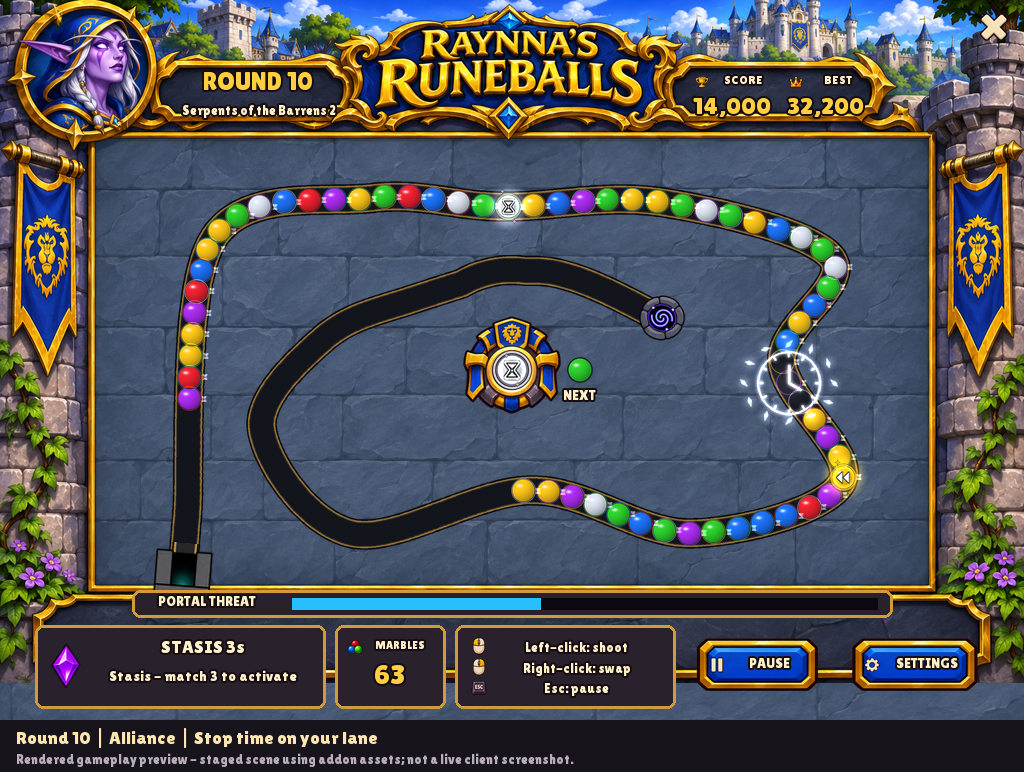 RAYNNA'S
RUNEBALLS
ROUND 10
Serpents of the Barrens 2
SCORE
BEST
14,000
32,200
NEXT
PORTAL THREAT
STASIS 3s
Stasis - match 3 to activate
MARBLES
63
Left-click: shoot
Right-click: swap
ESC
Esc: pause
PAUSE
SETTINGS
Round 10 | Alliance | Stop time on your lane
Rendered gameplay preview - staged scene using addon assets; not a live client screenshot.